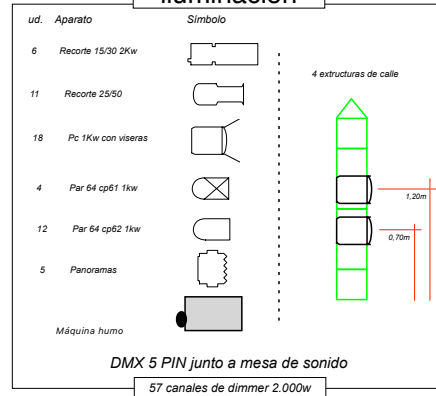 iluminación
ud. Aparato Símbolo
6 Recorte 15/30 2Kw
4 extructuras de calle
11 Recorte 25/50
18 Pc 1Kw con viseras
4 Par 64 cp61 1kw
1,20m
12 Par 64 cp62 1kw
0,70m
5 Panoramas
Máquina humo
DMX 5 PIN junto a mesa de sonido
57 canales de dimmer 2.000w